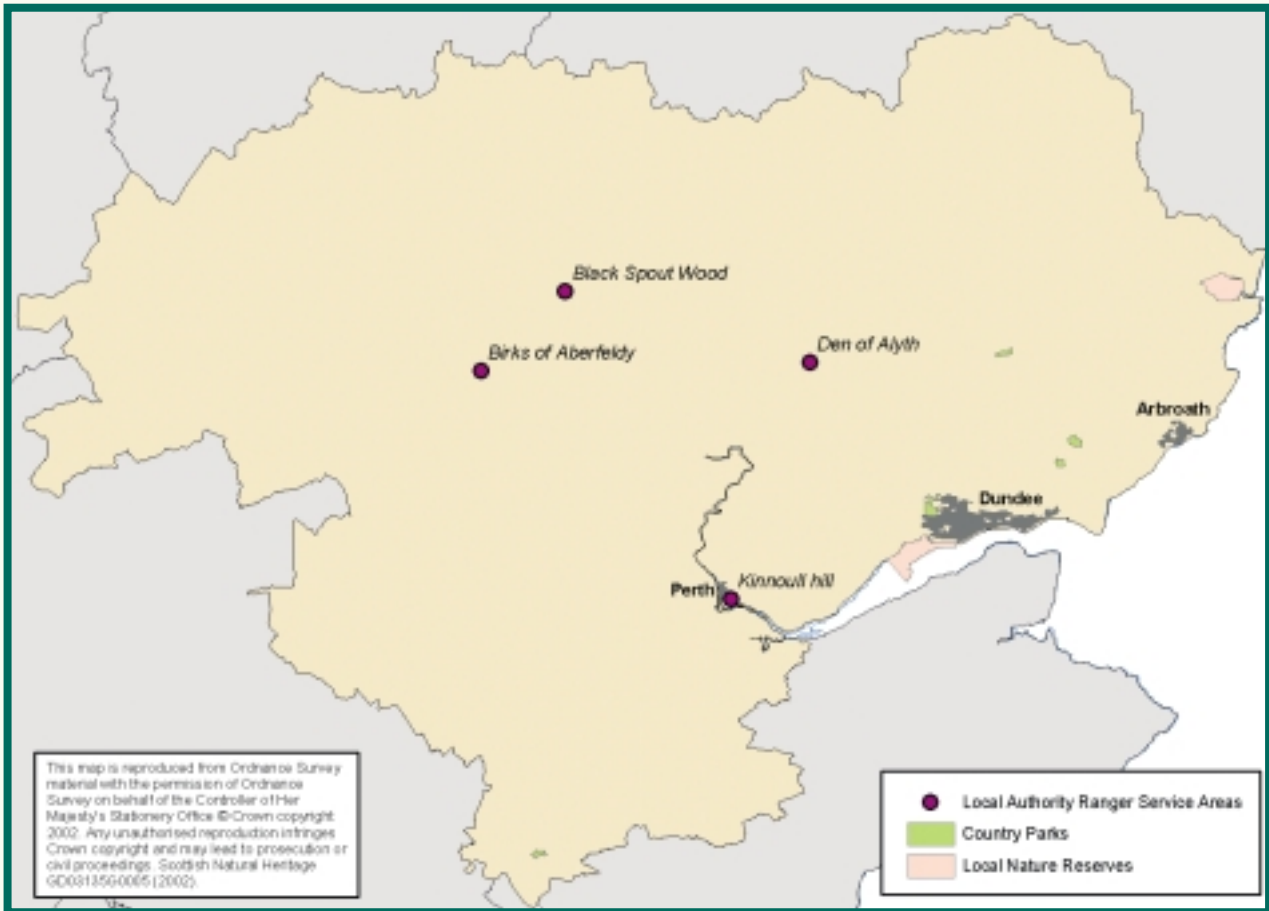 Black Spout Wood
Birks of Aberfeldy
Den of Alyth
Arbroath
Dundee
Kinnoull hill
Perth
This map is reproduced from Ordnance Survey
material with the permission of Ordnance
Survey on behalf of the Controller of Her
Majesty's Stationery Office © Crown copyright
2002. Any unauthorised reproduction infringes
Crown copyright and may lead to prosecution or
civil proceedings. Scottish Natural Heritage
GD03135G0005 (2002).
Local Authority Ranger Service Areas
Country Parks
Local Nature Reserves